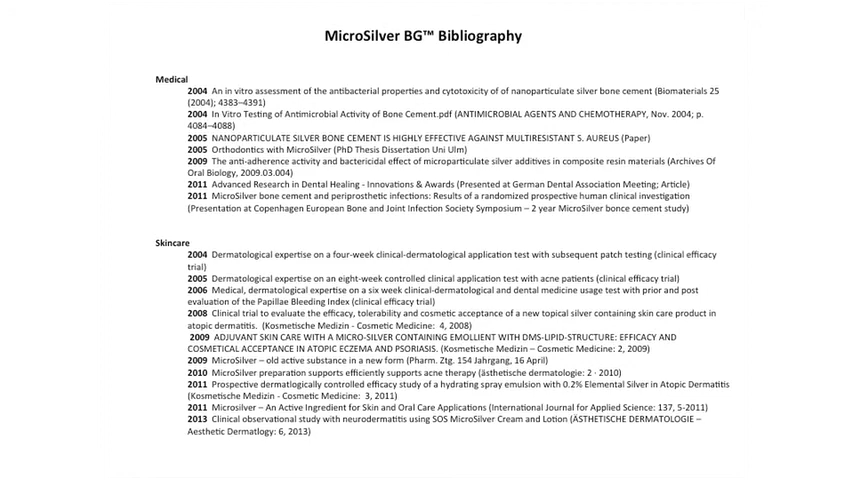 MicroSilver BG™ Bibliography
Medical
2004 An in vitro assessment of the antibacterial properties and cytotoxicity of of nanoparticulate silver bone cement (Biomaterials 25
(2004); 4383–4391)
2004 In Vitro Testing of Antimicrobial Activity of Bone Cement.pdf (ANTIMICROBIAL AGENTS AND CHEMOTHERAPY, Nov. 2004; p.
4084–4088)
2005 NANOPARTICULATE SILVER BONE CEMENT IS HIGHLY EFFECTIVE AGAINST MULTIRESISTANT S. AUREUS (Paper)
2005 Orthodontics with MicroSilver (PhD Thesis Dissertation Uni Ulm)
2009 The anti-adherence activity and bactericidal effect of microparticulate silver additives in composite resin materials (Archives Of
Oral Biology, 2009.03.004)
2011 Advanced Research in Dental Healing - Innovations & Awards (Presented at German Dental Association Meeting; Article)
2011 MicroSilver bone cement and periprosthetic infections: Results of a randomized prospective human clinical investigation
(Presentation at Copenhagen European Bone and Joint Infection Society Symposium – 2 year MicroSilver bonce cement study)
Skincare
2004 Dermatological expertise on a four-week clinical-dermatological application test with subsequent patch testing (clinical efficacy
trial)
2005 Dermatological expertise on an eight-week controlled clinical application test with acne patients (clinical efficacy trial)
2006 Medical, dermatological expertise on a six week clinical-dermatological and dental medicine usage test with prior and post
evaluation of the Papillae Bleeding Index (clinical efficacy trial)
2008 Clinical trial to evaluate the efficacy, tolerability and cosmetic acceptance of a new topical silver containing skin care product in
atopic dermatitis. (Kosmetische Medizin - Cosmetic Medicine: 4, 2008)
2009 ADJUVANT SKIN CARE WITH A MICRO-SILVER CONTAINING EMOLLIENT WITH DMS-LIPID-STRUCTURE: EFFICACY AND
COSMETICAL ACCEPTANCE IN ATOPIC ECZEMA AND PSORIASIS. (Kosmetische Medizin – Cosmetic Medicine: 2, 2009)
2009 MicroSilver – old active substance in a new form (Pharm. Ztg. 154 Jahrgang, 16 April)
2010 MicroSilver preparation supports efficiently supports acne therapy (ästhetische dermatologie: 2 · 2010)
2011 Prospective dermatlogically controlled efficacy study of a hydrating spray emulsion with 0.2% Elemental Silver in Atopic Dermatitis
(Kosmetische Medizin - Cosmetic Medicine: 3, 2011)
2011 Microsilver – An Active Ingredient for Skin and Oral Care Applications (International Journal for Applied Science: 137, 5-2011)
2013 Clinical observational study with neurodermatitis using SOS MicroSilver Cream and Lotion (ÄSTHETISCHE DERMATOLOGIE –
Aesthetic Dermatlogy: 6, 2013)